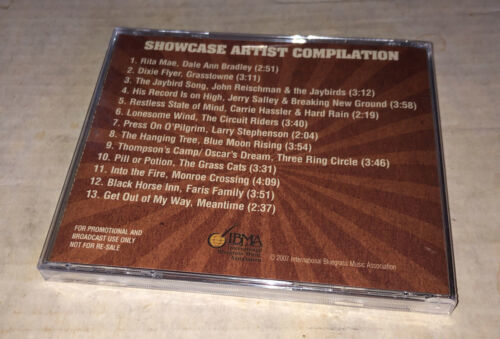 SHOWCASE ARTIST COMPILATION
1. Rita Mae, Dale Ann Bradley (2:51)
2. Dixie Flyer, Grasstowne (3:11)
3. The Jaybird Song, John Reischman & the Jaybirds (3:12)
4. His Record Is on High, Jerry Salley & Breaking New Ground (3:58)
5. Restless State of Mind, Carrie Hassler & Hard Rain (2:19)
6. Lonesome Wind, The Circuit Riders (3:40)
7. Press On O'Pilgrim, Larry Stephenson (2:04)
8. The Hanging Tree, Blue Moon Rising (3:54)
9. Thompson's Camp/ Oscar's Dream, Three Ring Circle (3:46)
10. Pill or Potion, The Grass Cats (3:31)
11. Into the Fire, Monroe Crossing (4:09)
12. Black Horse Inn, Faris Family (3:51)
13. Get Out of My Way, Meantime (2:37)
FOR PROMOTIONAL AND
BROADCAST USE ONLY
NOT FOR RE-SALE
IBMA
International
Bluegrass Music
Association
© 2007 International Bluegrass Music Association